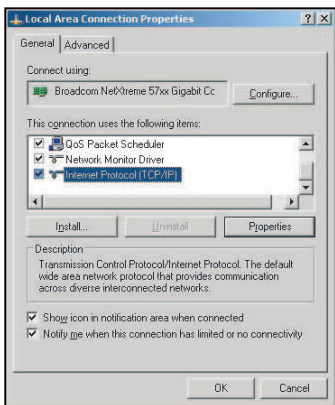 Local Area Connection Properties
General Advanced
Connect using:
Broadcom NetXtreme 57xx Gigabit Cc Configure...
This connection uses the following items:
QoS Packet Scheduler
Network Monitor Driver
Internet Protocol (TCP/IP)
Install... Uninstall Properties
Description
Transmission Control Protocol/Internet Protocol. The default
wide area network protocol that provides communication
across diverse interconnected networks.
Show icon in notification area when connected
Notify me when this connection has limited or no connectivity
OK Cancel